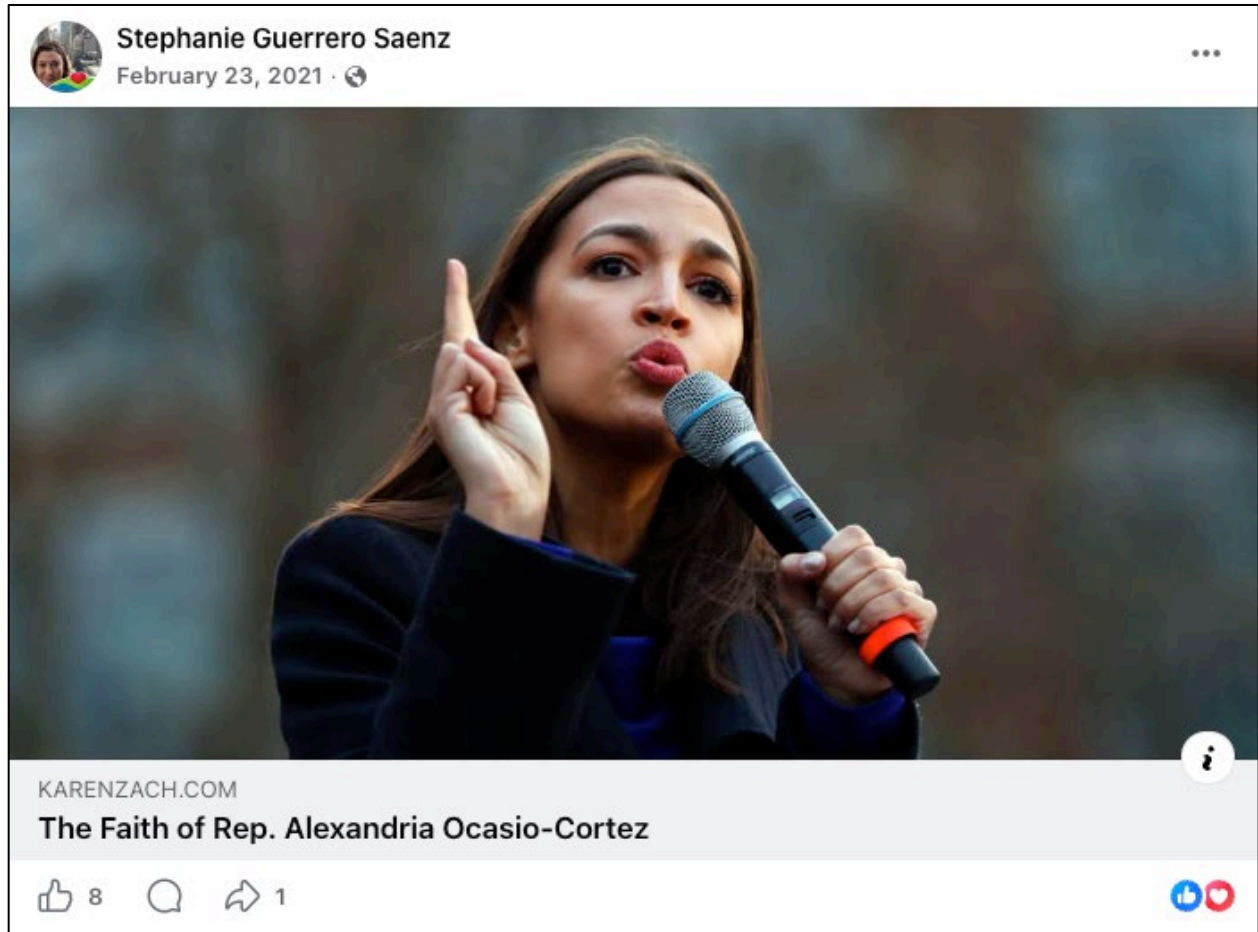 Stephanie Guerrero Saenz
February 23, 2021 ·
KARENZACH.COM
The Faith of Rep. Alexandria Ocasio-Cortez
8
1